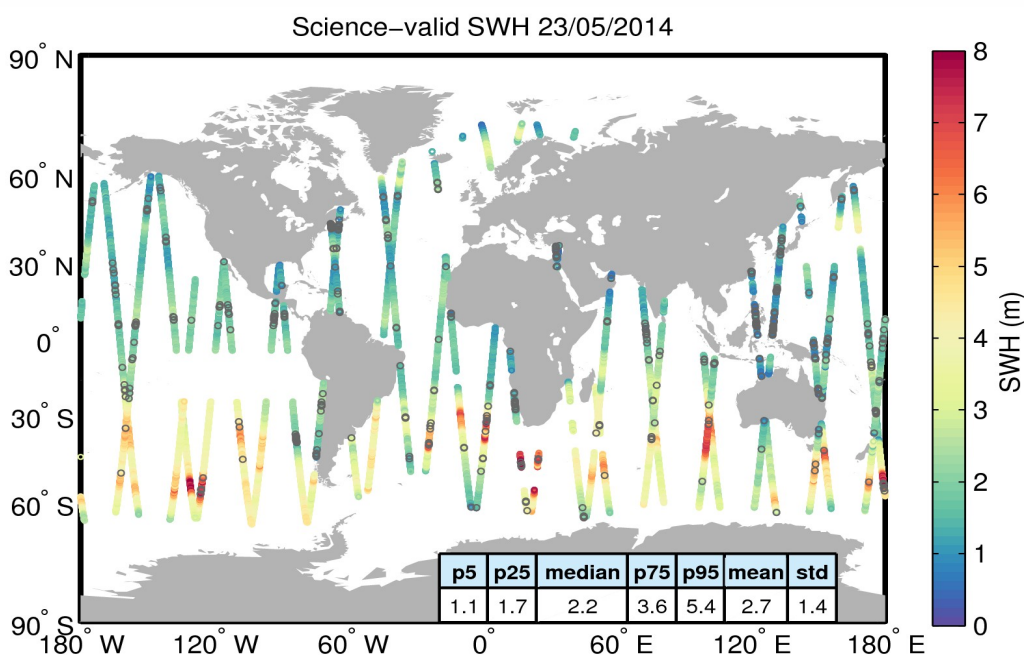 Science−valid SWH 23/05/2014
90° N
60° N
30° N
0°
30° S
60° S
90° S
180° W
120° W
60° W
0°
60° E
120° E
180° E
p5 p25 median p75 p95 mean std
1.1 1.7 2.2 3.6 5.4 2.7 1.4
8
7
6
5
4
3
2
1
0
SWH (m)